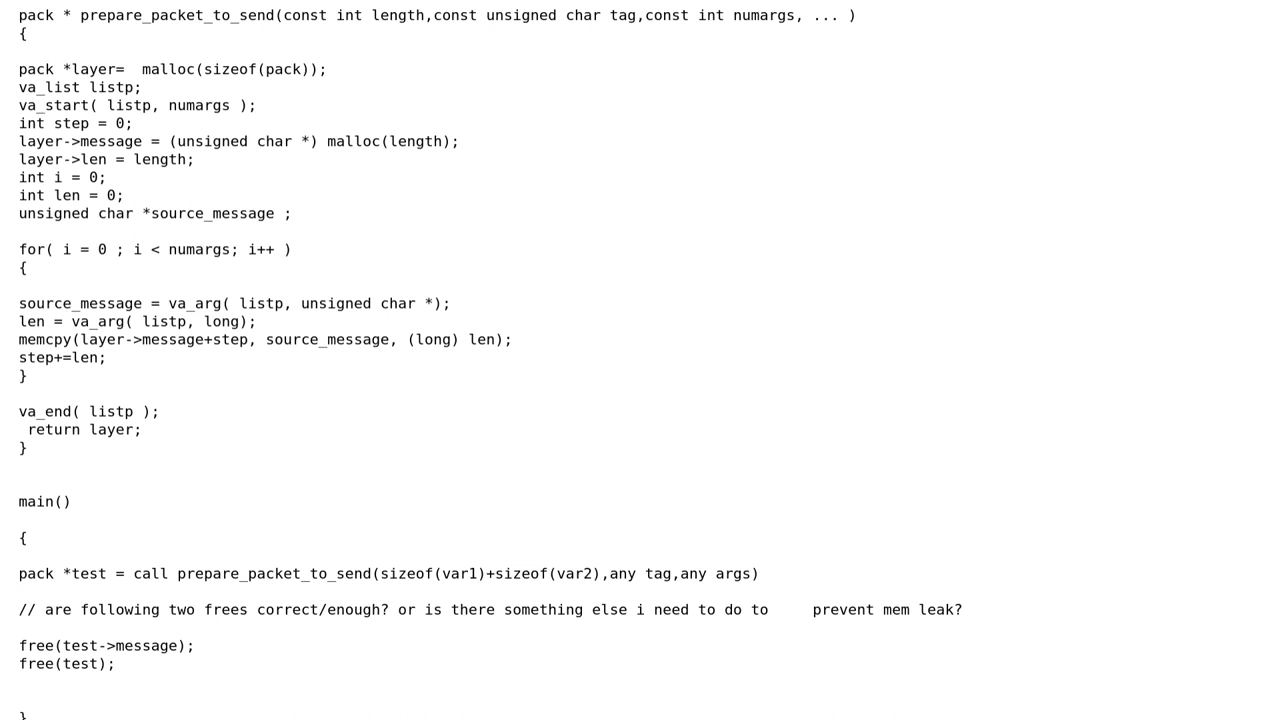 pack * prepare_packet_to_send(const int length,const unsigned char tag,const int numargs, ... )
{
pack *layer=  malloc(sizeof(pack));
va_list listp;
va_start( listp, numargs );
int step = 0;
layer->message = (unsigned char *) malloc(length);
layer->len = length;
int i = 0;
int len = 0;
unsigned char *source_message ;
for( i = 0 ; i < numargs; i++ )
{
source_message = va_arg( listp, unsigned char *);
len = va_arg( listp, long);
memcpy(layer->message+step, source_message, (long) len);
step+=len;
}
va_end( listp );
 return layer;
}
main()
{
pack *test = call prepare_packet_to_send(sizeof(var1)+sizeof(var2),any tag,any args)
// are following two frees correct/enough? or is there something else i need to do to     prevent mem leak?
free(test->message);
free(test);
}